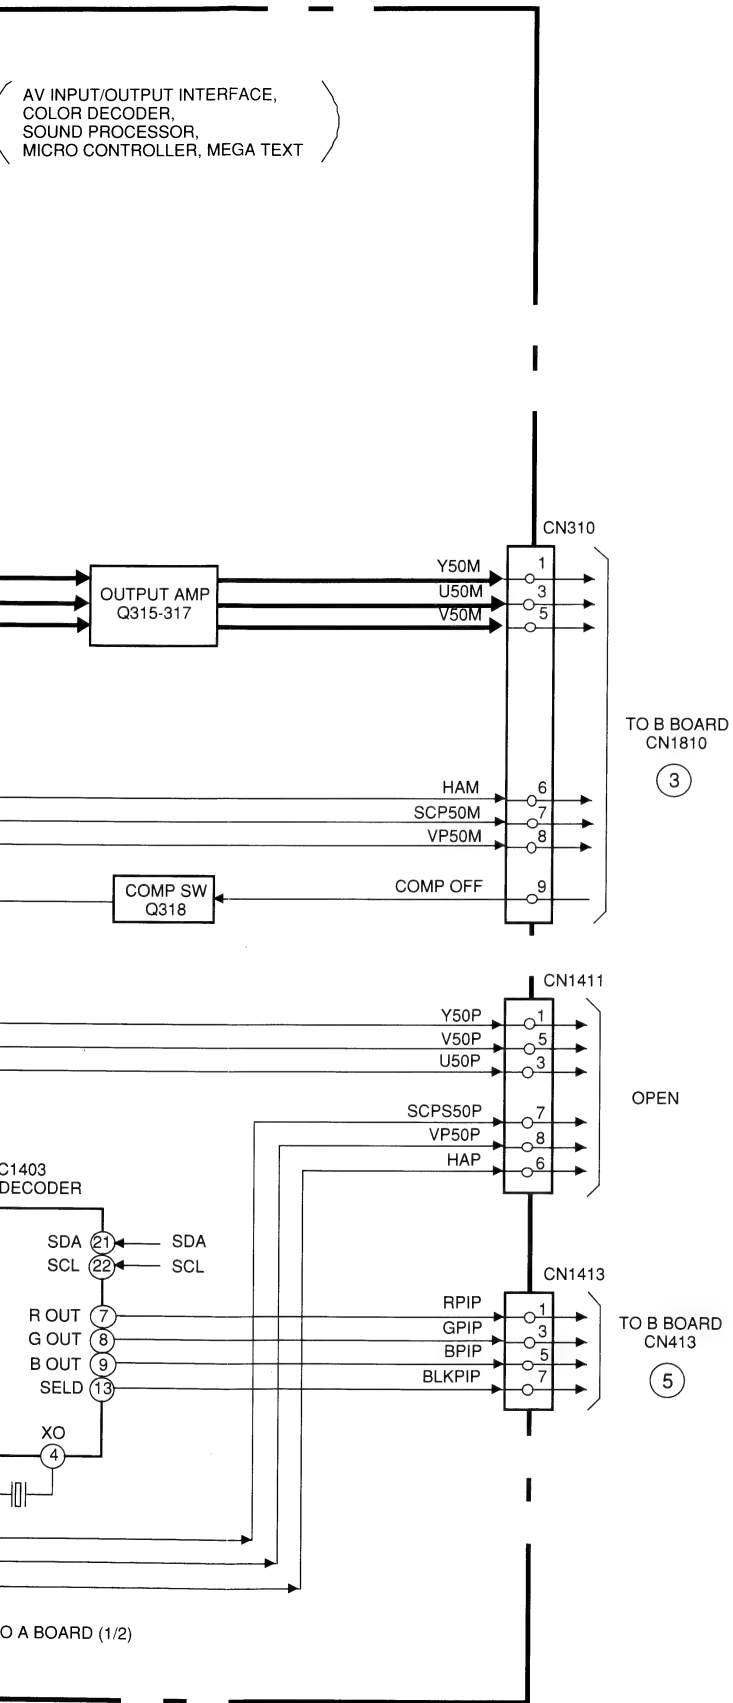 AV INPUT/OUTPUT INTERFACE,
COLOR DECODER,
SOUND PROCESSOR,
MICRO CONTROLLER, MEGA TEXT
CN310
Y50M 1
U50M 3
V50M 5
OUTPUT AMP
Q315-317
TO B BOARD
CN1810
3
HAM 6
SCP50M 7
VP50M 8
COMP OFF 9
COMP SW
Q318
CN1411
Y50P 1
V50P 5
U50P 3
OPEN
SCPS50P 7
VP50P 8
HAP 6
C1403
DECODER
SDA 21 SDA
SCL 22 SCL
CN1413
R OUT 7 RPIP 1
G OUT 8 GPIP 3
B OUT 9 BPIP 5
SELD 13 BLKPIP 7
TO B BOARD
CN413
5
XO
4
O A BOARD (1/2)